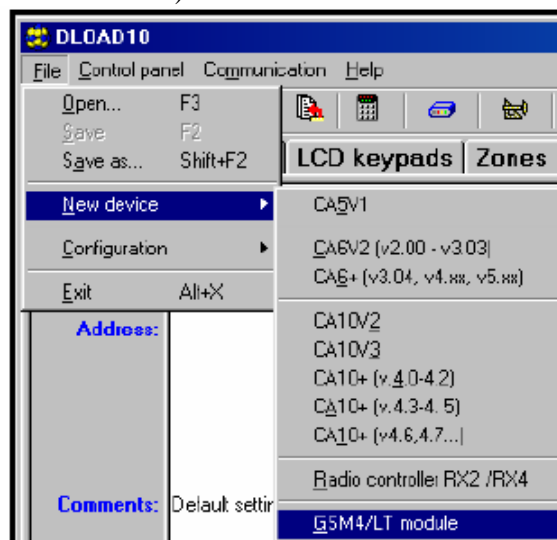 DLOAD10
File Control panel Communication Help
Open... F3
Save F2
Save as... Shift+F2
LCD keypads Zones
New device
Configuration
Exit Alt+X
CA5V1
CA6V2 (v2.00 - v3.03)
CA6+ (v3.04, v4.xx, v5.xx)
CA10V2
CA10V3
CA10+ (v.4.0-4.2)
CA10+ (v.4.3-4. 5)
CA10+ (v4.6,4.7...)
Radio controller RX2 /RX4
GSM4/LT module
Address:
Comments: Default settin